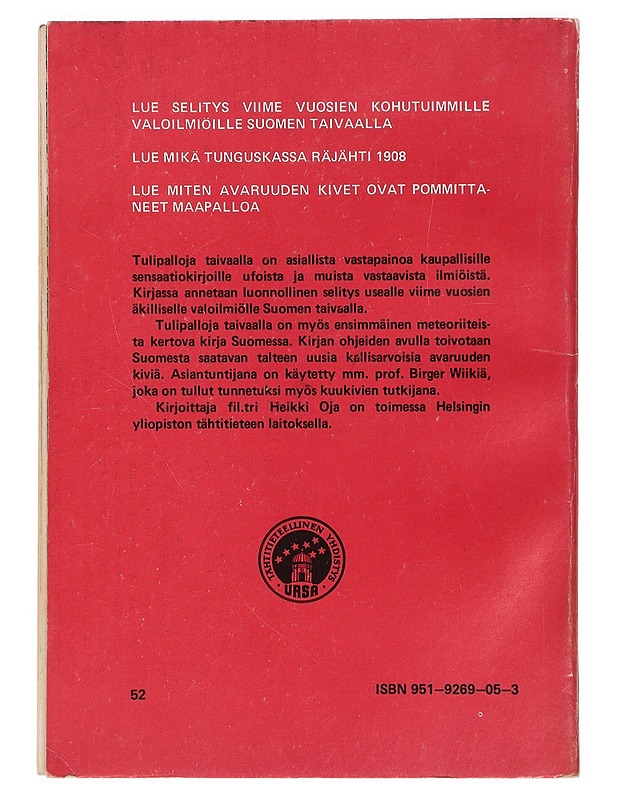 LUE SELITYS VIIME VUOSIEN KOHUTUIMMILLE
VALOILMIÖILLE SUOMEN TAIVAALLA
LUE MIKÄ TUNGUSKASSA RÄJÄHTI 1908
LUE MITEN AVARUUDEN KIVET OVAT POMMITTA-
NEET MAAPALLOA
Tulipalloja taivaalla on asiallista vastapainoa kaupallisille
sensaatiokirjoille ufoista ja muista vastaavista ilmiöistä.
Kirjassa annetaan luonnollinen selitys usealle viime vuosien
äkilliselle valoilmiölle Suomen taivaalla.
Tulipalloja taivaalla on myös ensimmäinen meteoriiteis-
ta kertova kirja Suomessa. Kirjan ohjeiden avulla toivotaan
Suomesta saatavan talteen uusia kallisarvoisia avaruuden
kiviä. Asiantuntijana on käytetty mm. prof. Birger Wiikiä,
joka on tullut tunnetuksi myös kuukivien tutkijana.
Kirjoittaja fil.tri Heikki Oja on toimessa Helsingin
yliopiston tähtitieteen laitoksella.
TÄHTITIETEELLINEN YHDISTYS
URSA
52
ISBN 951–9269–05–3